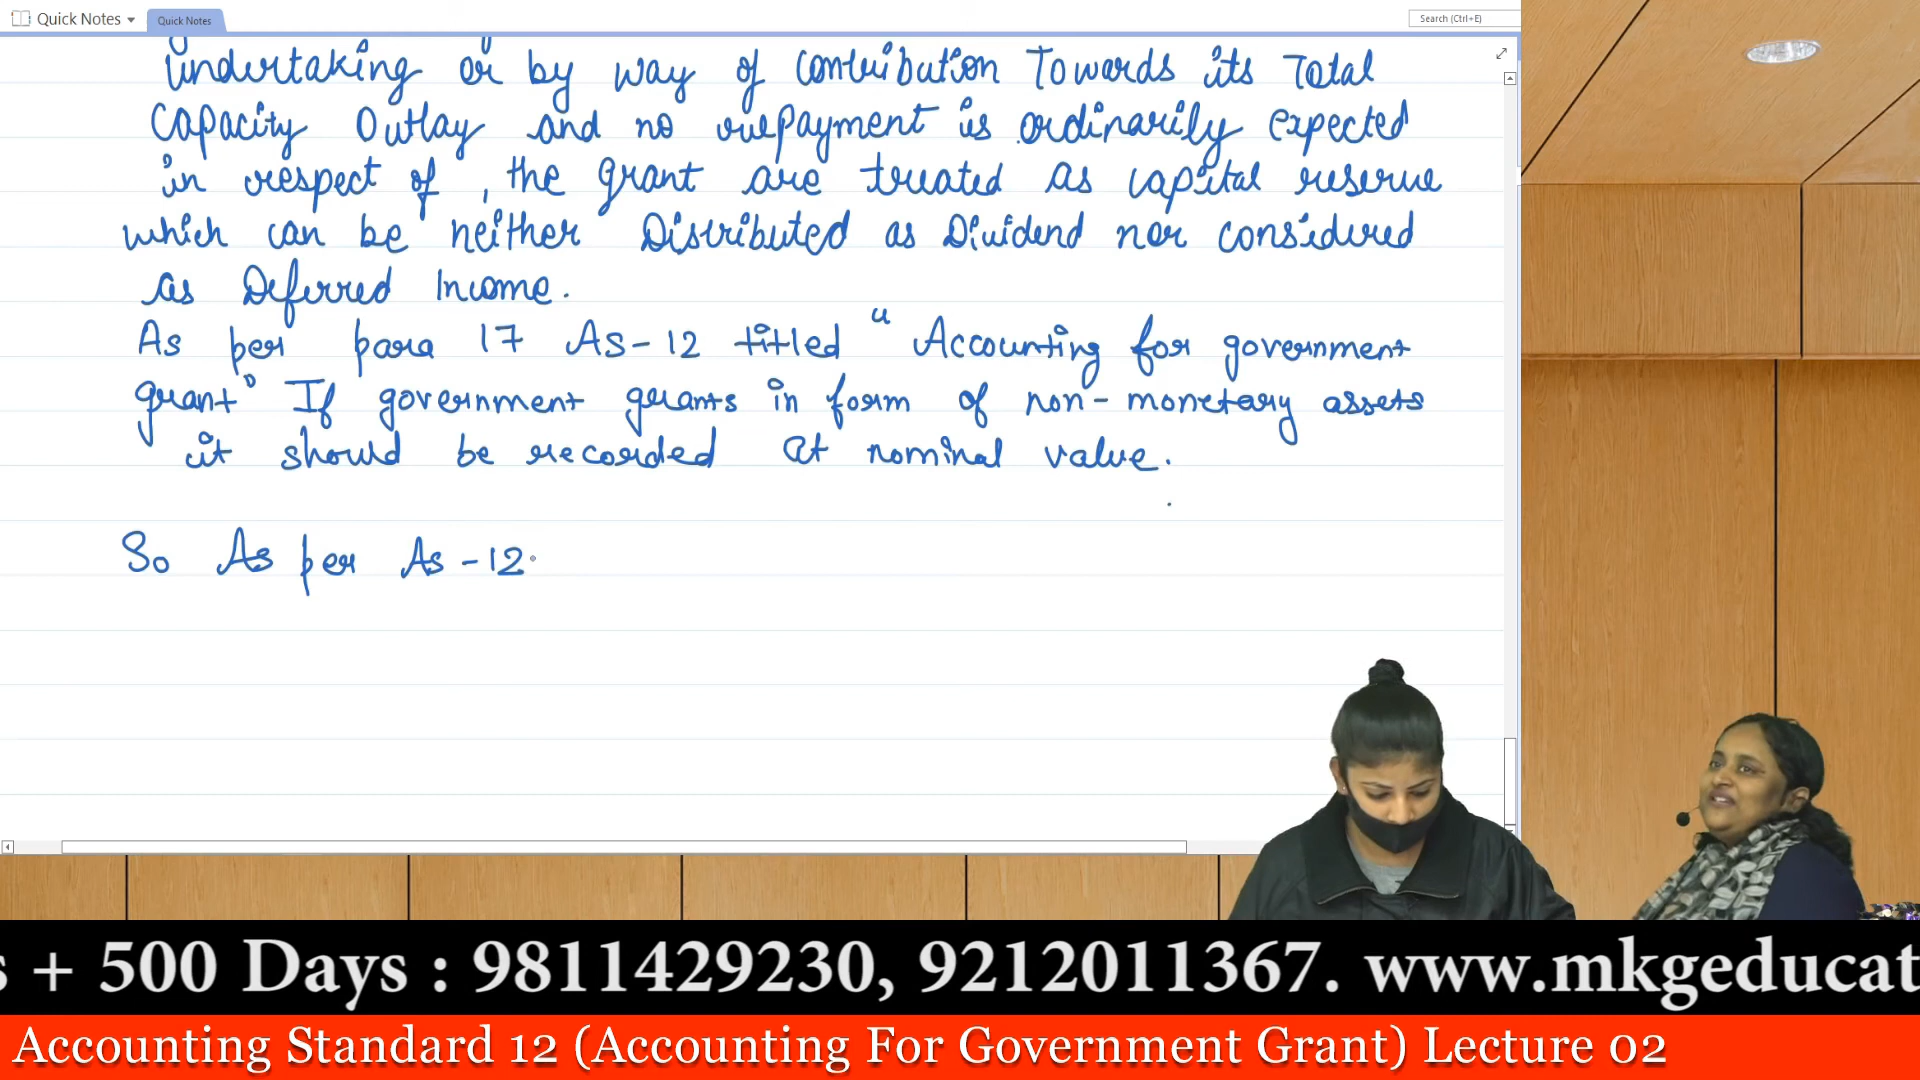 Quick Notes
Quick Notes
Search (Ctrl+E)
undertaking or by way of contribution Towards its Total
Capacity Outlay and no repayment is ordinarily expected
in respect of, the grant are treated as capital reserve
which can be neither Distributed as Dividend nor considered
as Deferred Income.
As per para 17 AS-12 titled "Accounting for government
grant" If government grants in form of non-monetary assets
it should be recorded at nominal value.
So As per As-12
s + 500 Days : 9811429230, 9212011367. www.mkgeducat
Accounting Standard 12 (Accounting For Government Grant) Lecture 02